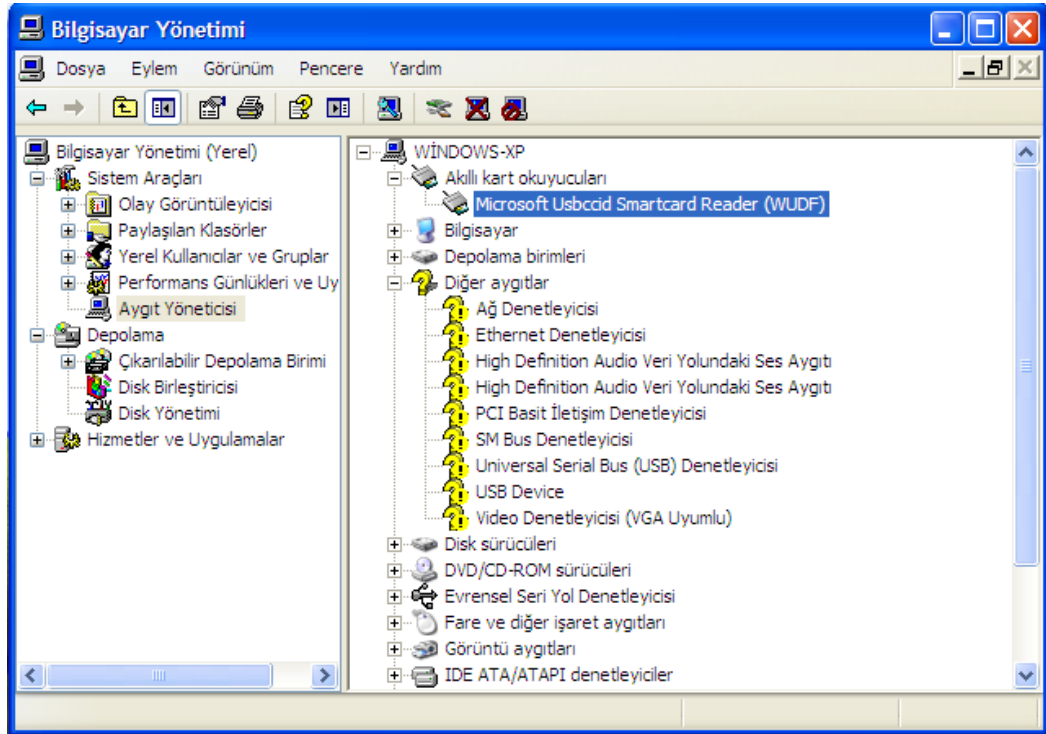 Bilgisayar Yönetimi
Dosya Eylem Görünüm Pencere Yardım
Bilgisayar Yönetimi (Yerel)
Sistem Araçları
Olay Görüntüleyicisi
Paylaşılan Klasörler
Yerel Kullanıcılar ve Gruplar
Performans Günlükleri ve Uy
Aygıt Yöneticisi
Depolama
Çıkarılabilir Depolama Birimi
Disk Birleştiricisi
Disk Yönetimi
Hizmetler ve Uygulamalar
WİNDOWS-XP
Akıllı kart okuyucuları
Microsoft Usbccid Smartcard Reader (WUDF)
Bilgisayar
Depolama birimleri
Diğer aygıtlar
Ağ Denetleyicisi
Ethernet Denetleyicisi
High Definition Audio Veri Yolundaki Ses Aygıtı
High Definition Audio Veri Yolundaki Ses Aygıtı
PCI Basit İletişim Denetleyicisi
SM Bus Denetleyicisi
Universal Serial Bus (USB) Denetleyicisi
USB Device
Video Denetleyicisi (VGA Uyumlu)
Disk sürücüleri
DVD/CD-ROM sürücüleri
Evrensel Seri Yol Denetleyicisi
Fare ve diğer işaret aygıtları
Görüntü aygıtları
IDE ATA/ATAPI denetleyiciler